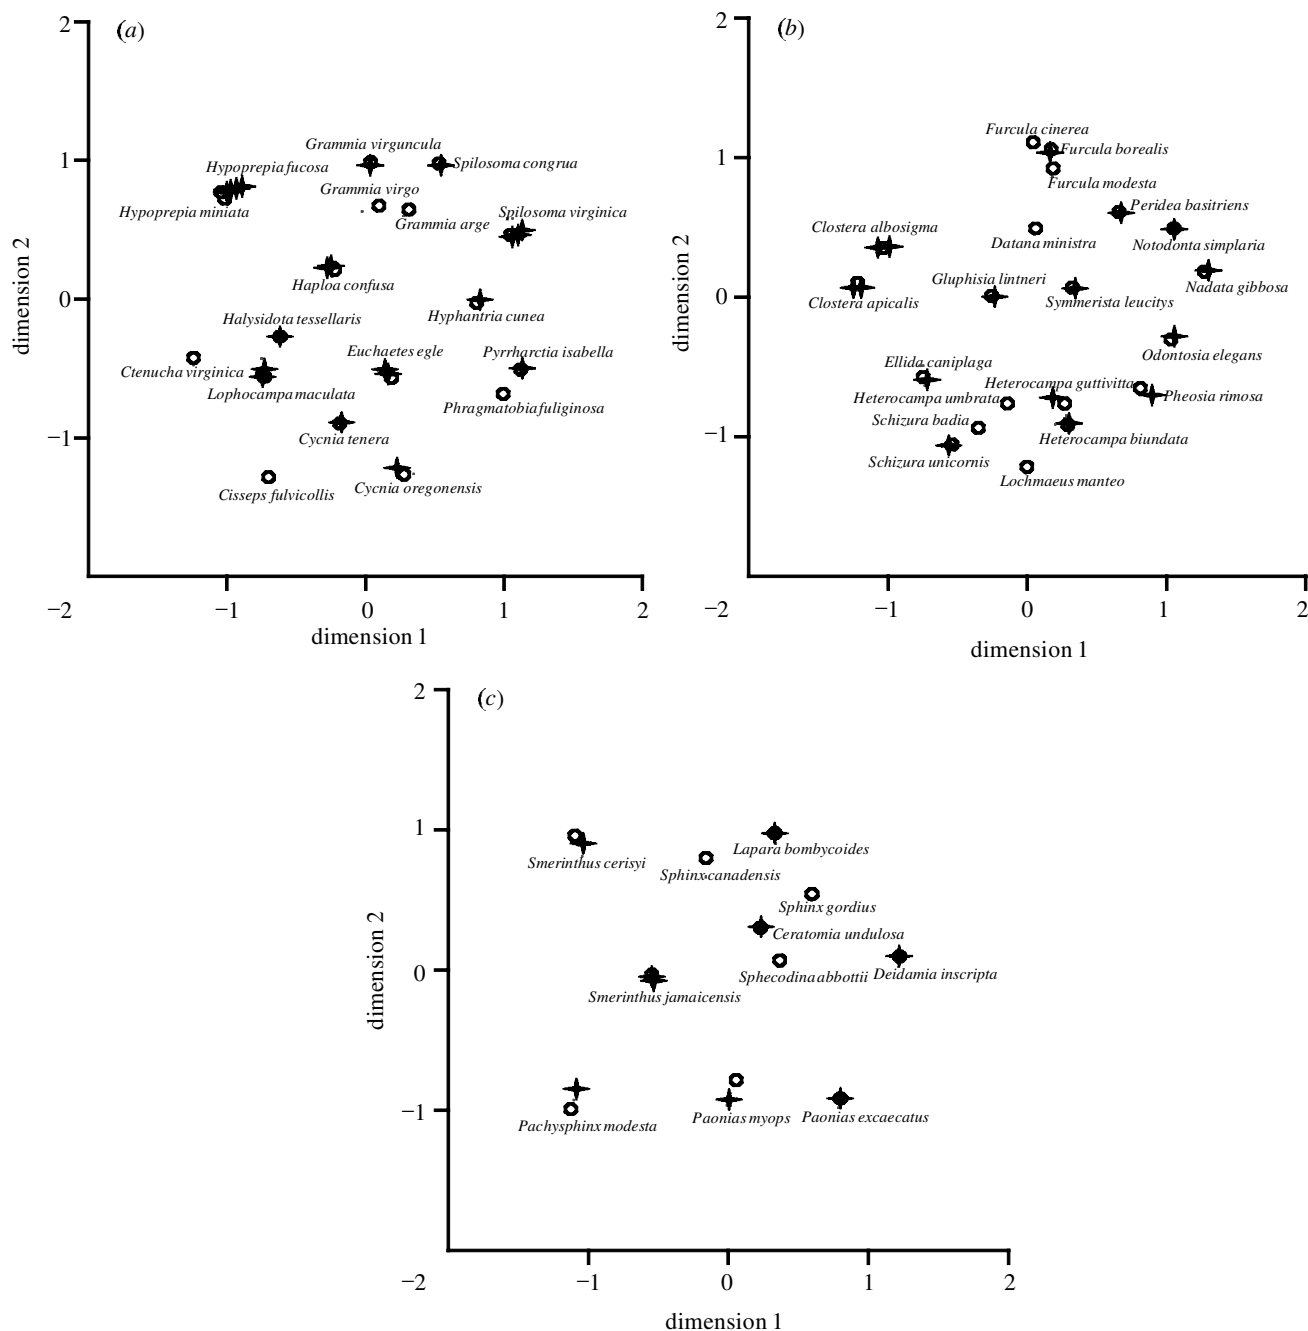 2
(a)
Grammia virguncula
1
Hypoprepia fucosa
Spilosoma congrua
Grammia virgo
Hypoprepia miniata
Spilosoma virginica
Grammia arge
dimension 2
Haploa confusa
0
Hyphantria cunea
Halysidota tessellaris
Euchaetes egle
Pyrrharctia isabella
Ctenucha virginica
Lophocampa maculata
Phragmatobia fuliginosa
−1
Cycnia tenera
Cisseps fulvicollis
Cycnia oregonensis
−2
−1
0
1
2
dimension 1
2
(b)
Furcula cinerea
1
Furcula borealis
Furcula modesta
Peridea basitriens
Clostera albosigma
Datana ministra
Notodonta simplaria
dimension 2
Gluphisia lintneri
Nadata gibbosa
0
Clostera apicalis
Symmerista leucitys
Odontosia elegans
Ellida caniplaga
Heterocampa guttivitta
Heterocampa umbrata
Pheosia rimosa
Schizura badia
−1
Heterocampa biundata
Schizura unicornis
Lochmaeus manteo
−2
−1
0
1
2
dimension 1
2
(c)
1
Lapara bombycoides
Smerinthus cerisyi
Sphinx canadensis
Sphinx gordius
dimension 2
Ceratomia undulosa
0
Sphecodina abbottii
Deidamia inscripta
Smerinthus jamaicensis
−1
Pachysphinx modesta
Paonias myops
Paonias excaecatus
−2
−1
0
1
2
dimension 1